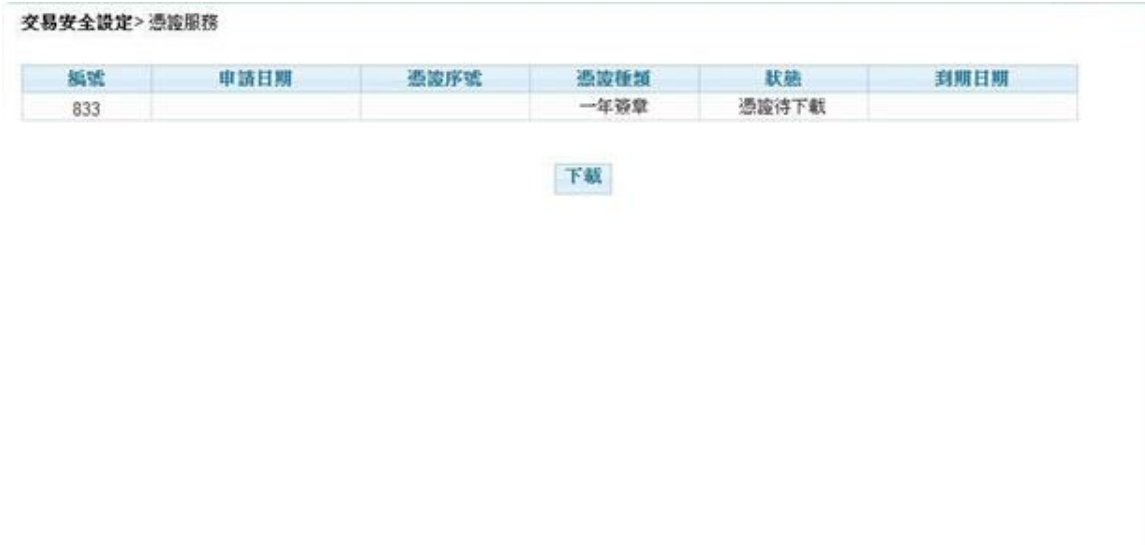 交易安全設定> 憑證服務
編號 申請日期 憑證序號 憑證種類 狀態 到期日期
833 一年簽章 憑證待下載
下載